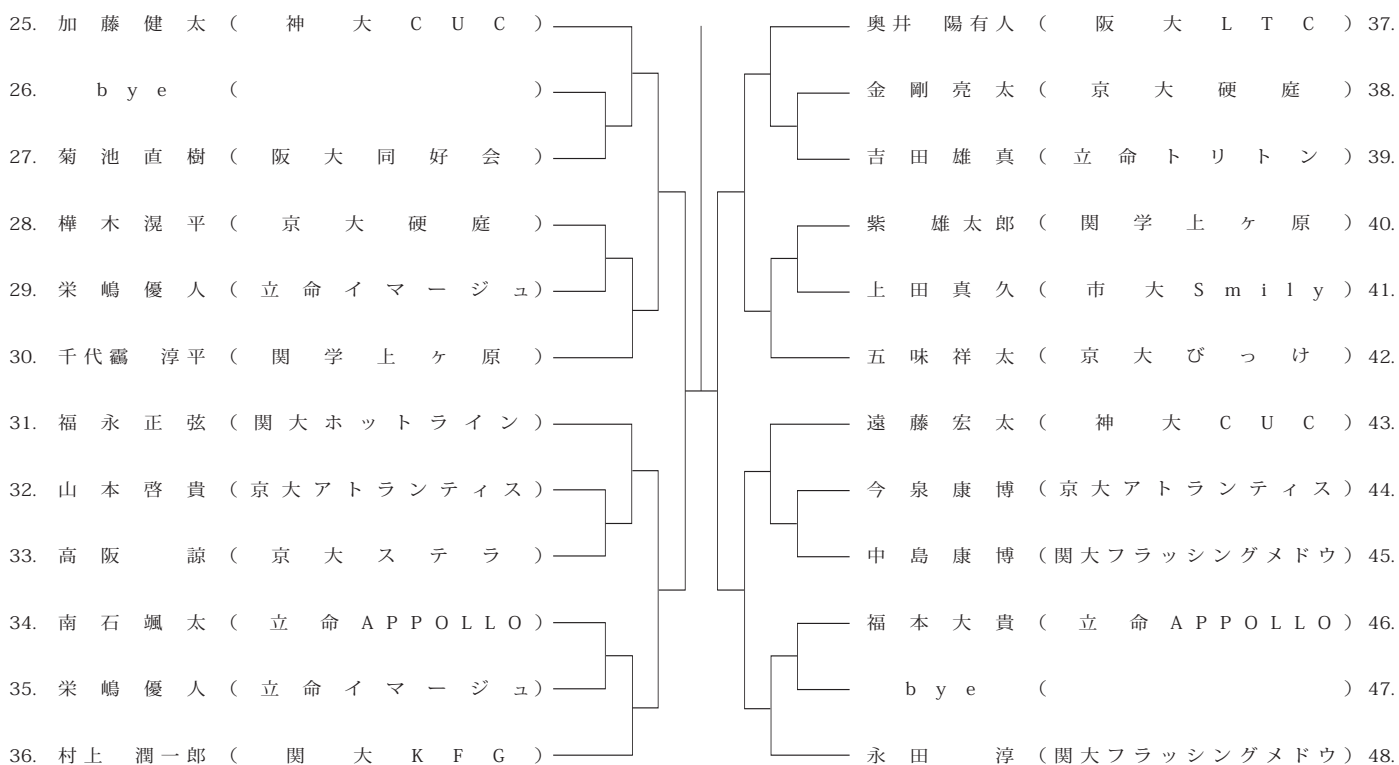 25. 加藤健太(神大CUC)
26. bye ( )
27. 菊池直樹(阪大同好会)
28. 樺木滉平(京大硬庭)
29. 栄嶋優人(立命イマージュ)
30. 千代靏 淳平(関学上ヶ原)
31. 福永正弦(関大ホットライン)
32. 山本啓貴(京大アトランティス)
33. 高阪 諒(京大ステラ)
34. 南石颯太(立命APPOLLO)
35. 栄嶋優人(立命イマージュ)
36. 村上 潤一郎(関大KFG)
奥井 陽有人(阪大LTC) 37.
金剛亮太(京大硬庭) 38.
吉田雄真(立命トリトン) 39.
紫 雄太郎(関学上ヶ原) 40.
上田真久(市大Smily) 41.
五味祥太(京大びっけ) 42.
遠藤宏太(神大CUC) 43.
今泉康博(京大アトランティス) 44.
中島康博(関大フラッシングメドウ) 45.
福本大貴(立命APPOLLO) 46.
bye ( ) 47.
永田 淳(関大フラッシングメドウ) 48.